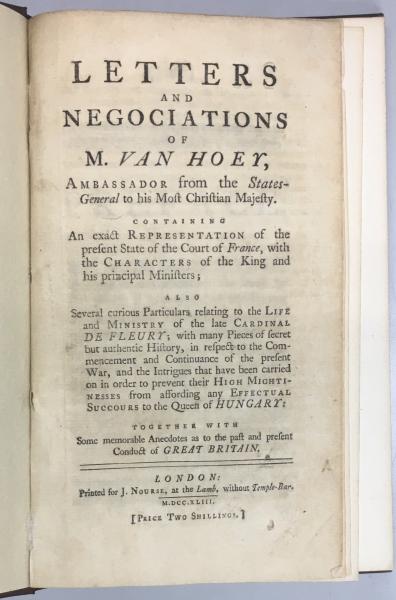 LETTERS
AND
NEGOCIATIONS
OF
M. VAN HOEY,
AMBASSADOR from the States-
General to his Moſt Chriſtian Majeſty.
CONTAINING
An exact REPRESENTATION of the
preſent State of the Court of France, with
the CHARACTERS of the King and
his principal Miniſters;
ALSO
Several curious Particulars relating to the LIFE
and MINISTRY of the late CARDINAL
DE FLEURY; with many Pieces of ſecret
but authentic Hiſtory, in reſpect to the Com-
mencement and Continuance of the preſent
War, and the Intrigues that have been carried
on in order to prevent their HIGH MIGHTI-
NESSES from affording any EFFECTUAL
SUCCOURS to the Queen of HUNGARY:
TOGETHER WITH
Some memorable Anecdotes as to the paſt and preſent
Conduct of GREAT BRITAIN.
LONDON:
Printed for J. NOURSE, at the Lamb, without Temple-Bar.
M.DCC.XLIII.
[PRICE TWO SHILLINGS.]